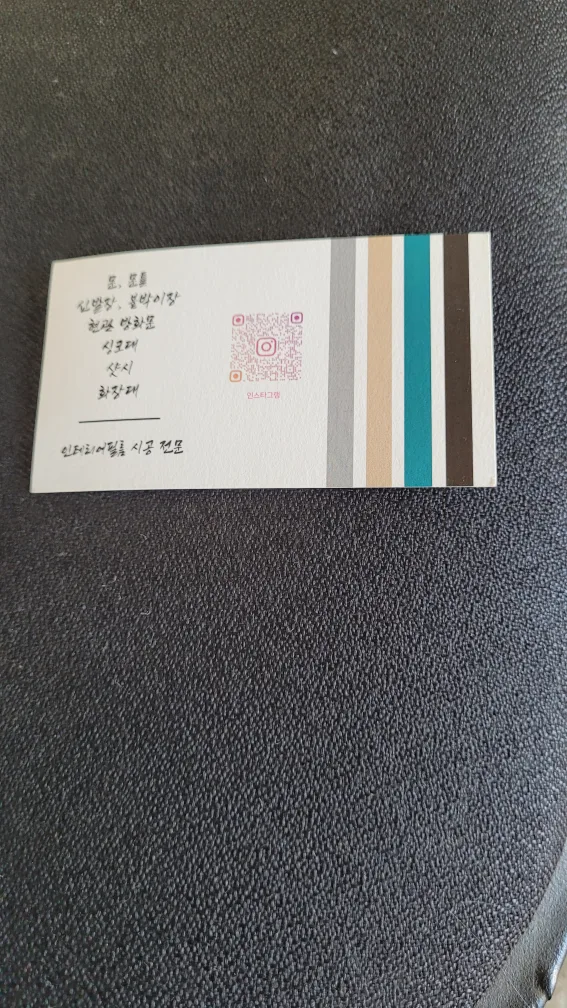 문, 문틀
신발장, 붙박이장
현관 방화문
싱크대
샷시
화장대
인테리어필름 시공 전문
인스타그램